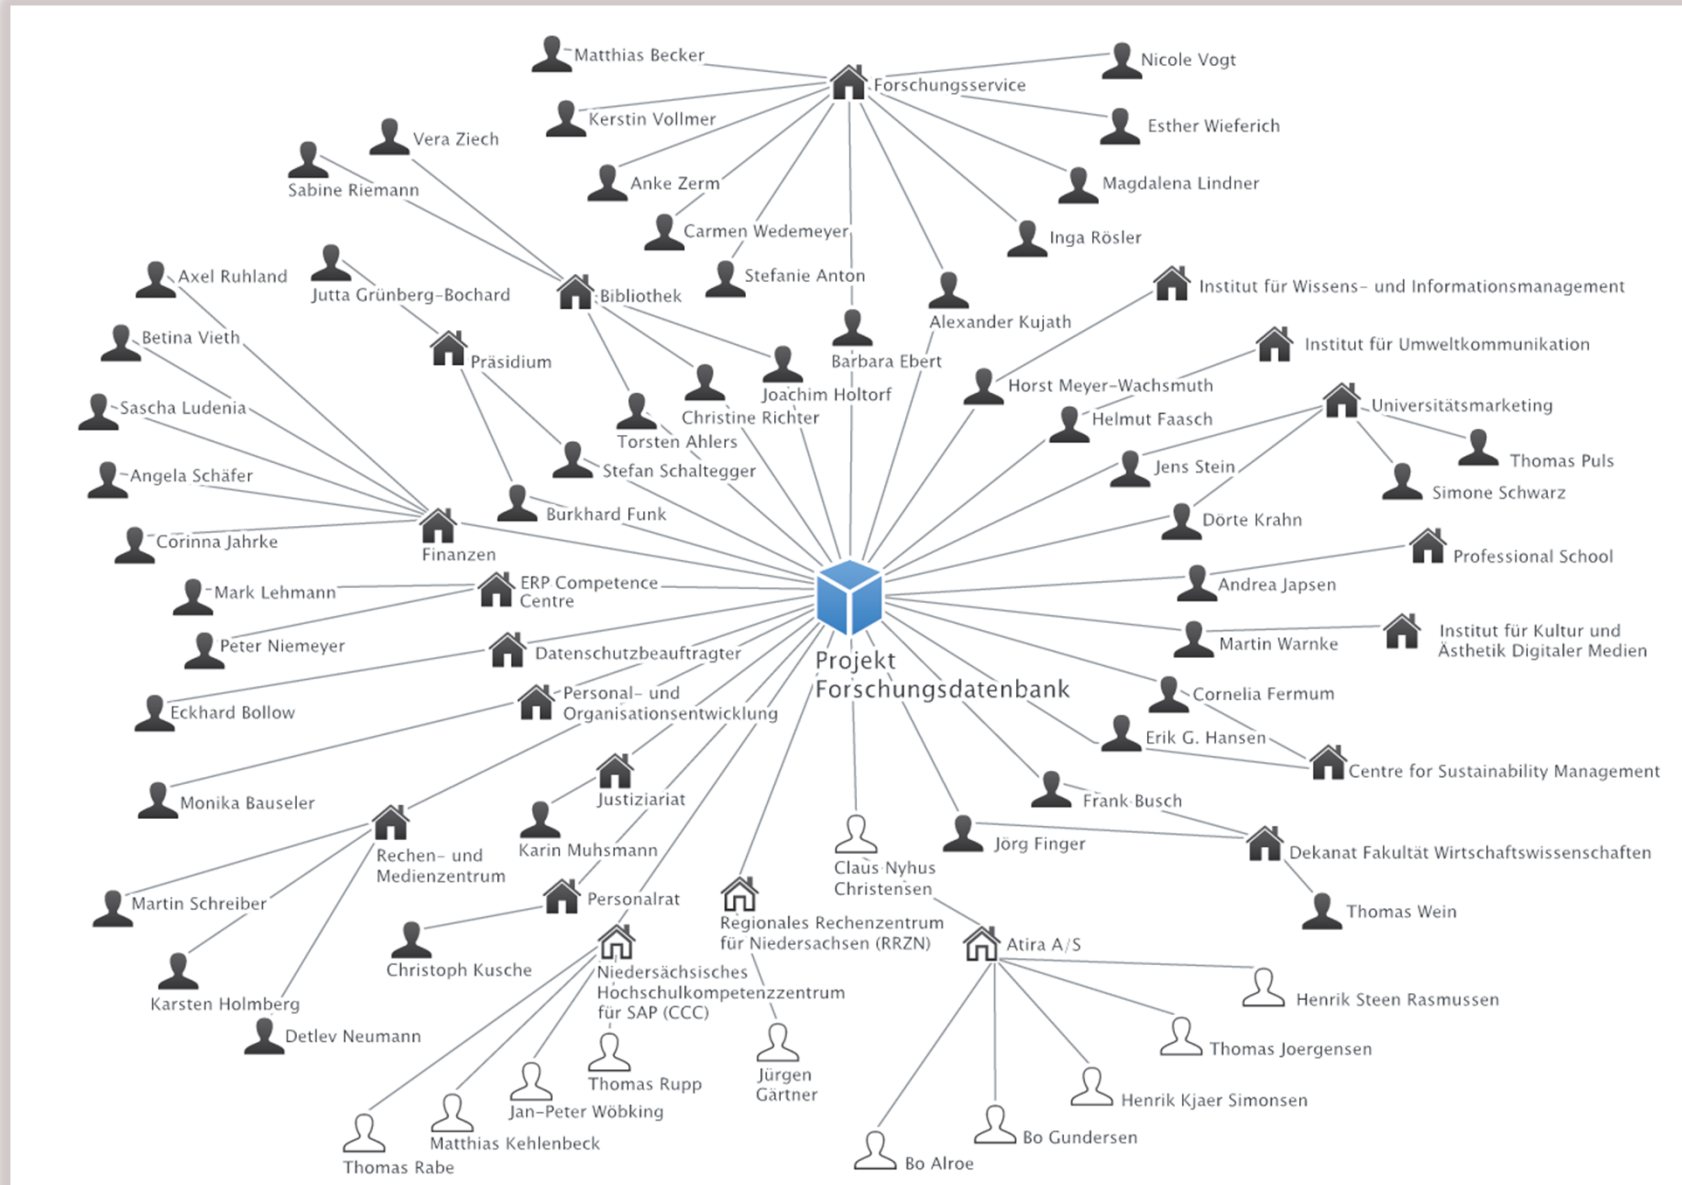 Matthias Becker
Nicole Vogt
Forschungsservice
Kerstin Vollmer
Esther Wieferich
Vera Ziech
Sabine Riemann
Anke Zerm
Magdalena Lindner
Carmen Wedemeyer
Inga Rösler
Axel Ruhland
Jutta Grünberg-Bochard
Bibliothek
Stefanie Anton
Institut für Wissens- und Informationsmanagement
Alexander Kujath
Betina Vieth
Präsidium
Barbara Ebert
Institut für Umweltkommunikation
Joachim Holtorf
Horst Meyer-Wachsmuth
Sascha Ludenia
Christine Richter
Helmut Faasch
Universitätsmarketing
Torsten Ahlers
Angela Schäfer
Stefan Schaltegger
Jens Stein
Thomas Puls
Simone Schwarz
Burkhard Funk
Dörte Krahn
Corinna Jahrke
Finanzen
Professional School
Mark Lehmann
ERP Competence
Centre
Andrea Japsen
Peter Niemeyer
Datenschutzbeauftragter
Martin Warnke
Institut für Kultur und
Ästhetik Digitaler Medien
Projekt
Forschungsdatenbank
Eckhard Bollow
Personal- und
Organisationsentwicklung
Cornelia Fermum
Erik G. Hansen
Centre for Sustainability Management
Monika Bauseler
Justiziariat
Frank Busch
Karin Muhsmann
Rechen- und
Medienzentrum
Claus Nyhus
Christensen
Jörg Finger
Dekanat Fakultät Wirtschaftswissenschaften
Martin Schreiber
Personalrat
Thomas Wein
Regionales Rechenzentrum
für Niedersachsen (RRZN)
Atira A/S
Christoph Kusche
Niedersächsisches
Hochschulkompetenzzentrum
für SAP (CCC)
Karsten Holmberg
Henrik Steen Rasmussen
Detlev Neumann
Thomas Joergensen
Thomas Rupp
Jürgen
Gärtner
Jan-Peter Wöbking
Henrik Kjaer Simonsen
Matthias Kehlenbeck
Bo Gundersen
Thomas Rabe
Bo Alroe